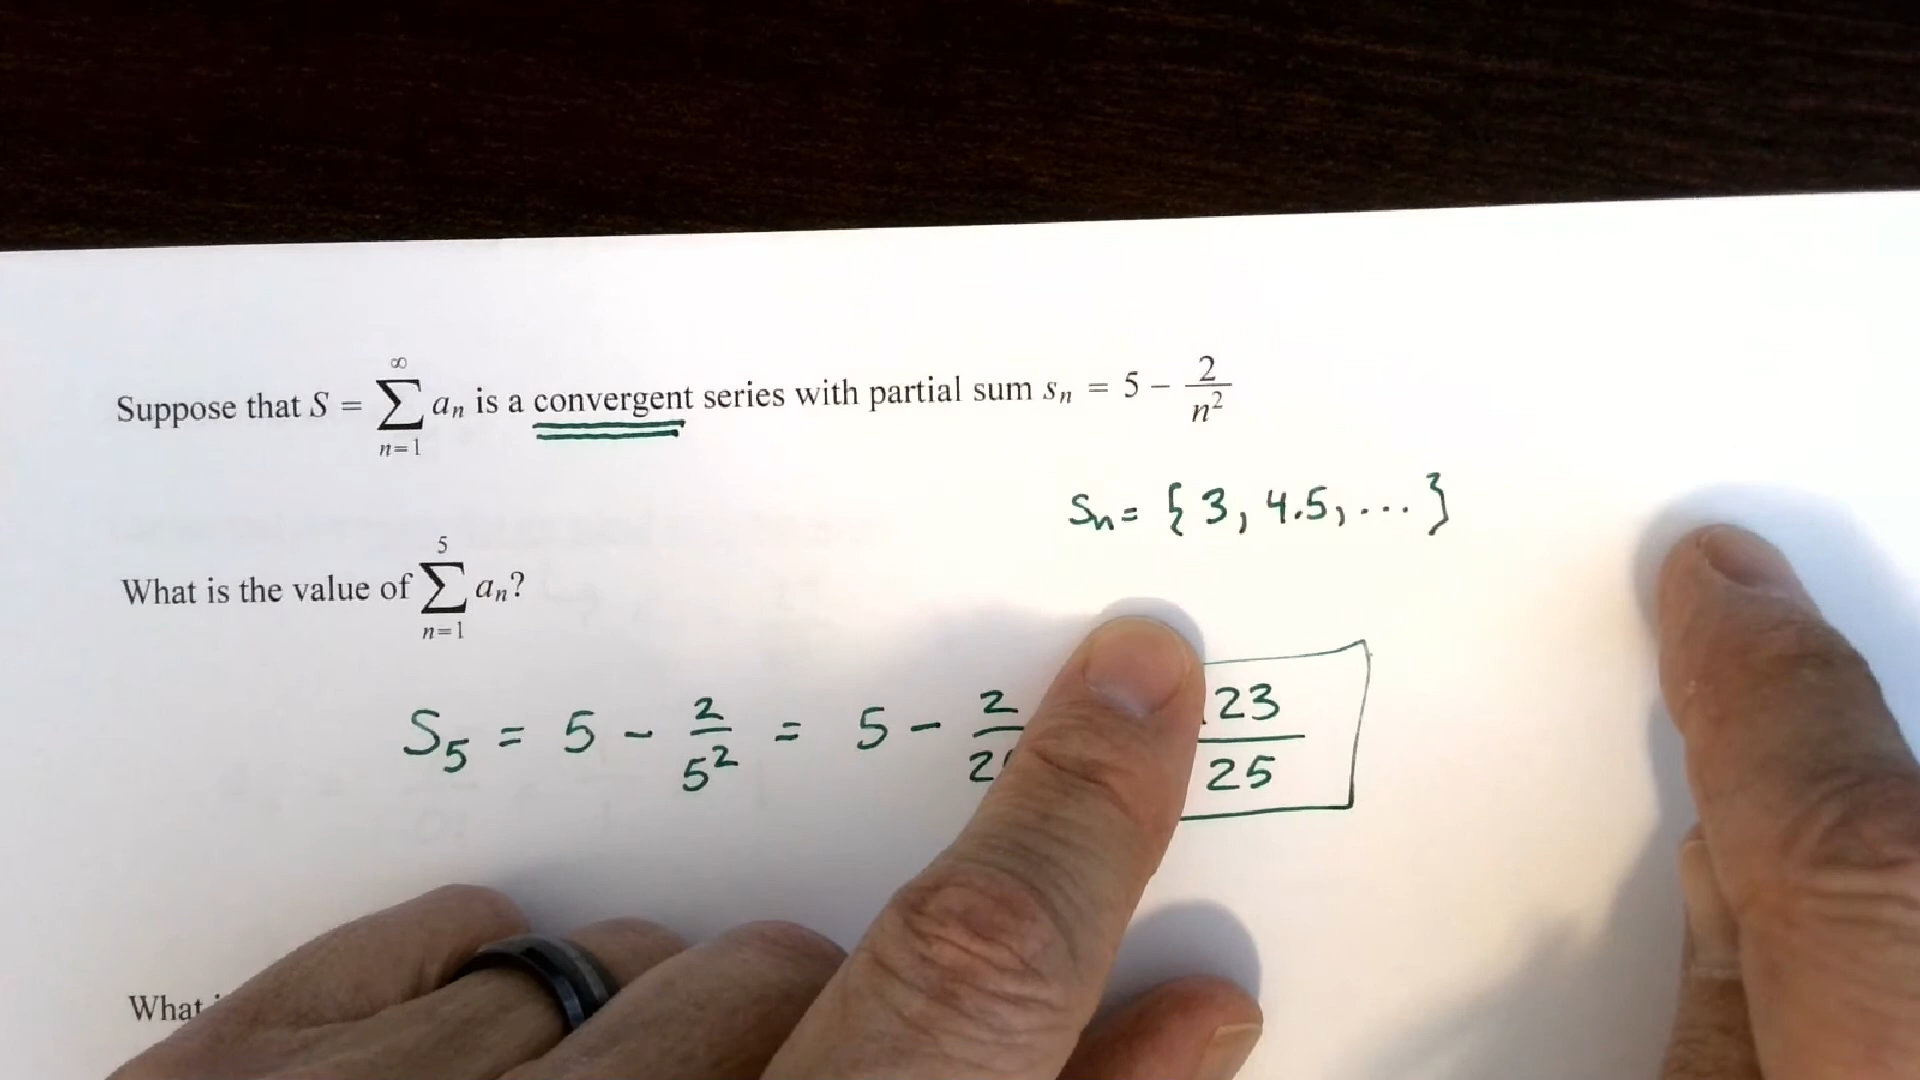 Suppose that S = ∞ Σ n=1 aₙ is a convergent series with partial sum sₙ = 5 − 2/n²
Sₙ = { 3, 4.5, ... }
What is the value of 5 Σ n=1 aₙ?
S₅ = 5 − 2/5² = 5 − 2/2 23/25
What